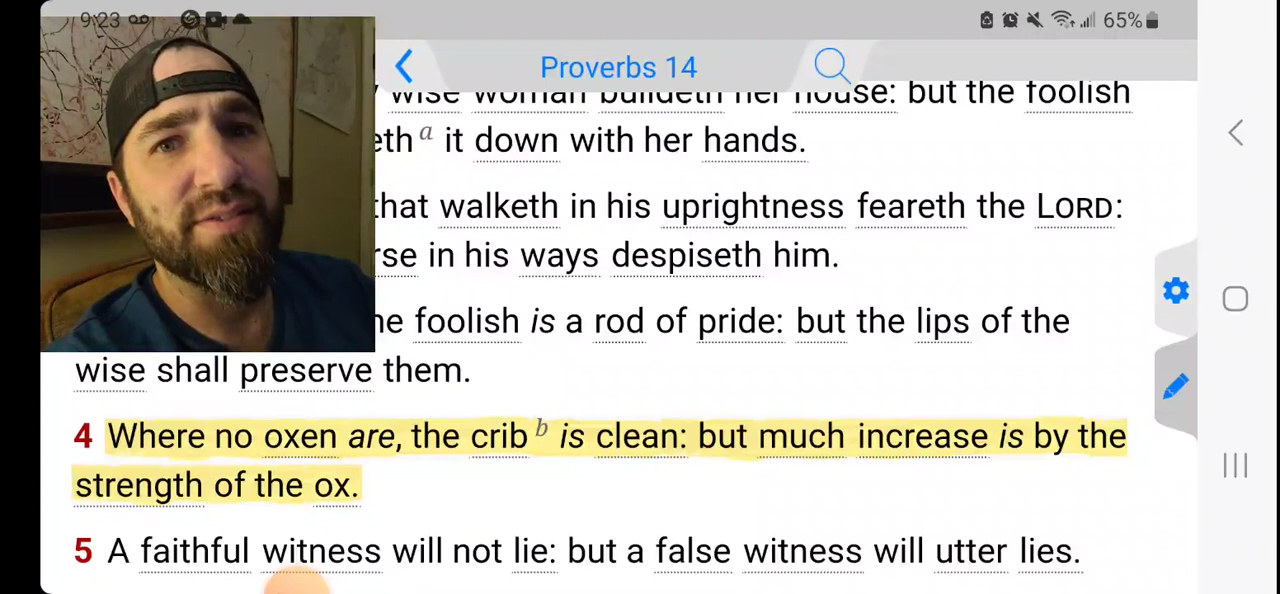 9:23 65%
Proverbs 14
wise woman buildeth her house: but the foolish
eth a it down with her hands.
that walketh in his uprightness feareth the LORD:
rse in his ways despiseth him.
he foolish is a rod of pride: but the lips of the
wise shall preserve them.
4 Where no oxen are, the crib b is clean: but much increase is by the
strength of the ox.
5 A faithful witness will not lie: but a false witness will utter lies.